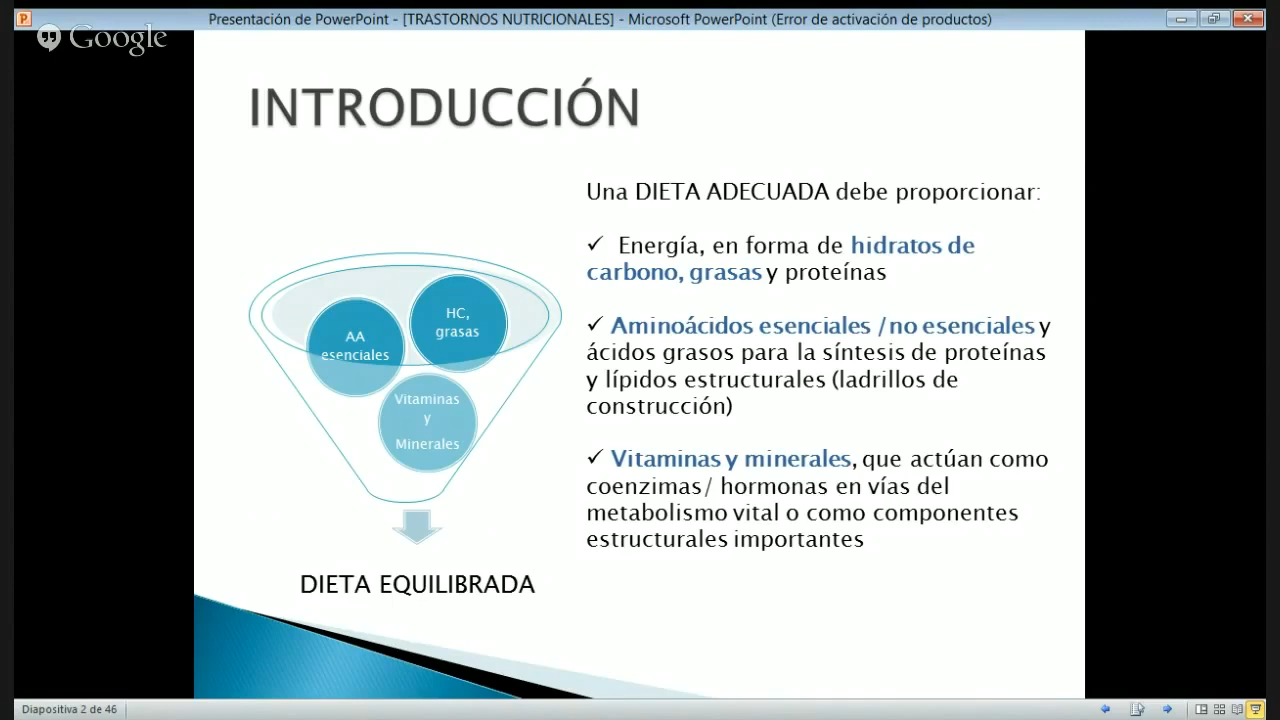 Presentación de PowerPoint - [TRASTORNOS NUTRICIONALES] - Microsoft PowerPoint (Error de activación de productos)
Google
INTRODUCCIÓN
Una DIETA ADECUADA debe proporcionar:
✓ Energía, en forma de hidratos de
carbono, grasas y proteínas
✓ Aminoácidos esenciales /no esenciales y
ácidos grasos para la síntesis de proteínas
y lípidos estructurales (ladrillos de
construcción)
✓ Vitaminas y minerales, que actúan como
coenzimas/ hormonas en vías del
metabolismo vital o como componentes
estructurales importantes
HC,
grasas
AA
esenciales
Vitaminas
y
Minerales
DIETA EQUILIBRADA
Diapositiva 2 de 46